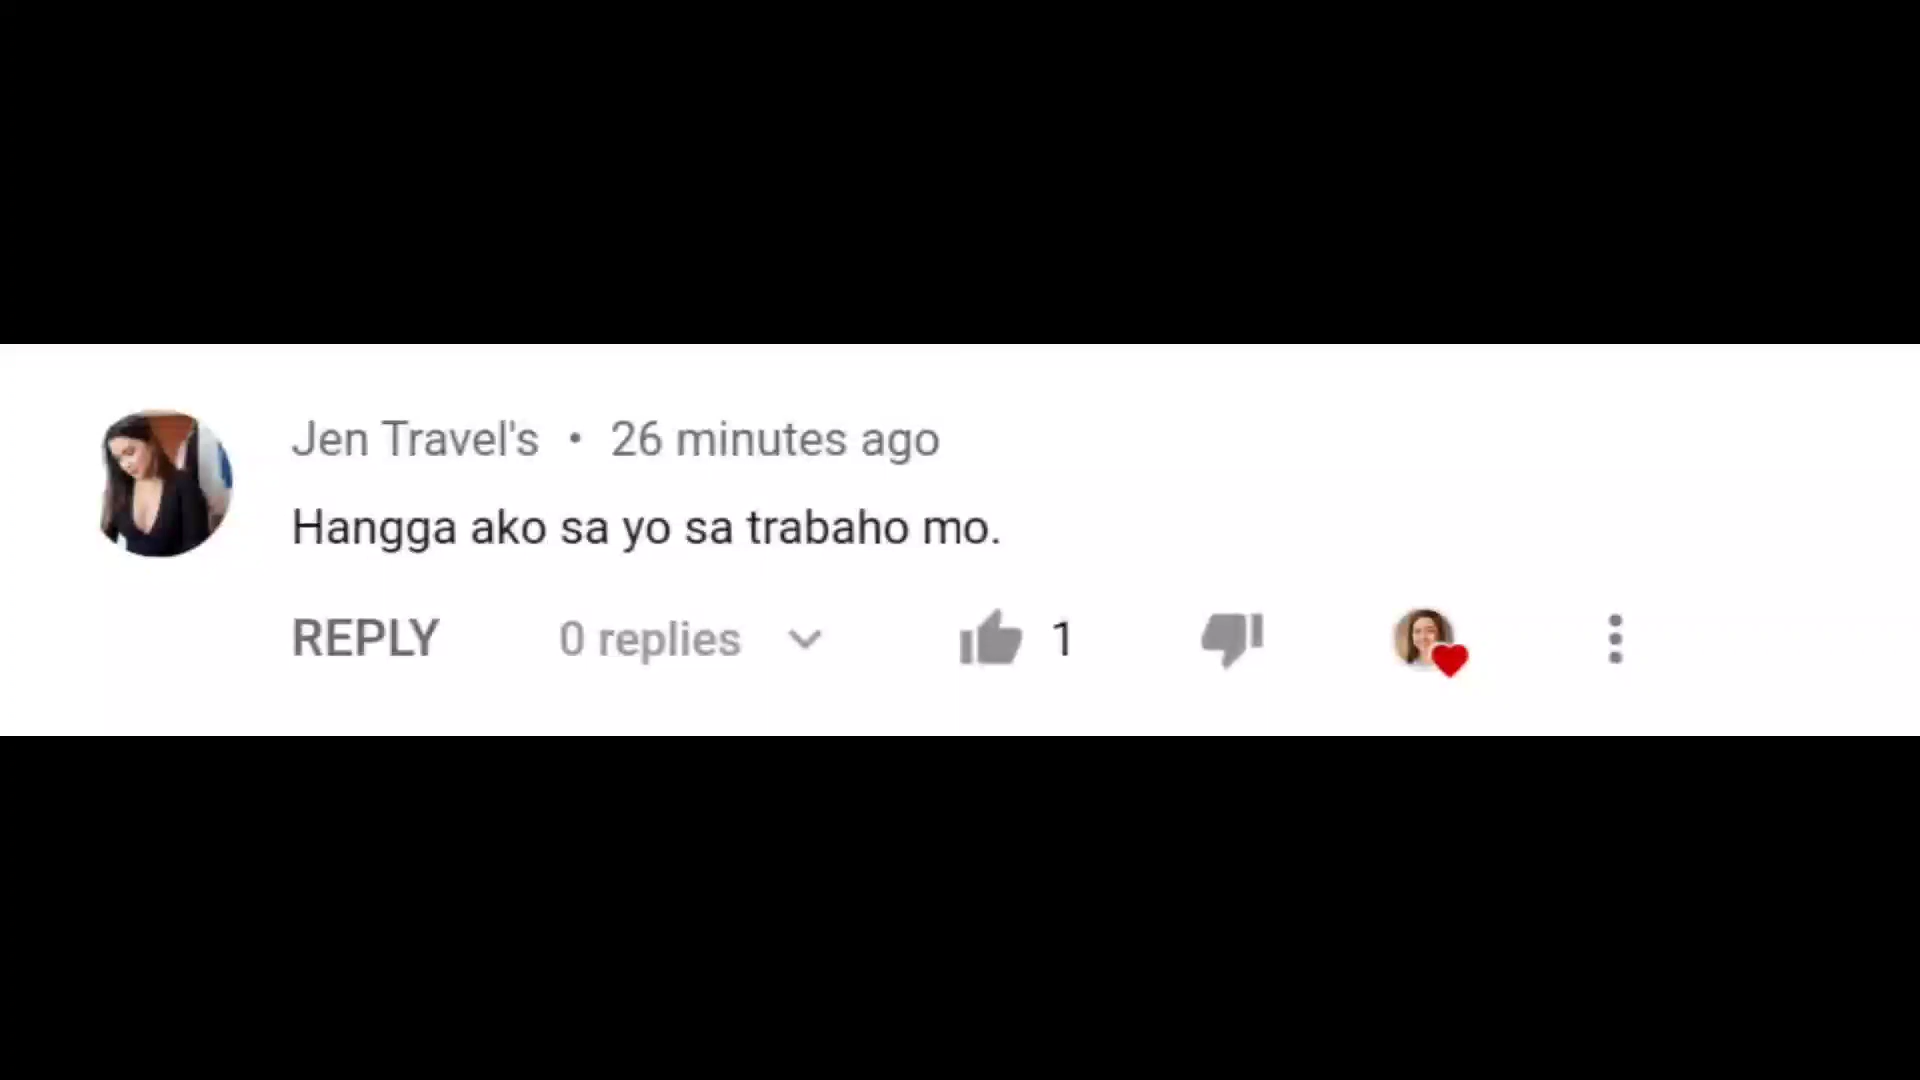 Jen Travel's • 26 minutes ago
Hangga ako sa yo sa trabaho mo.
REPLY 0 replies 1